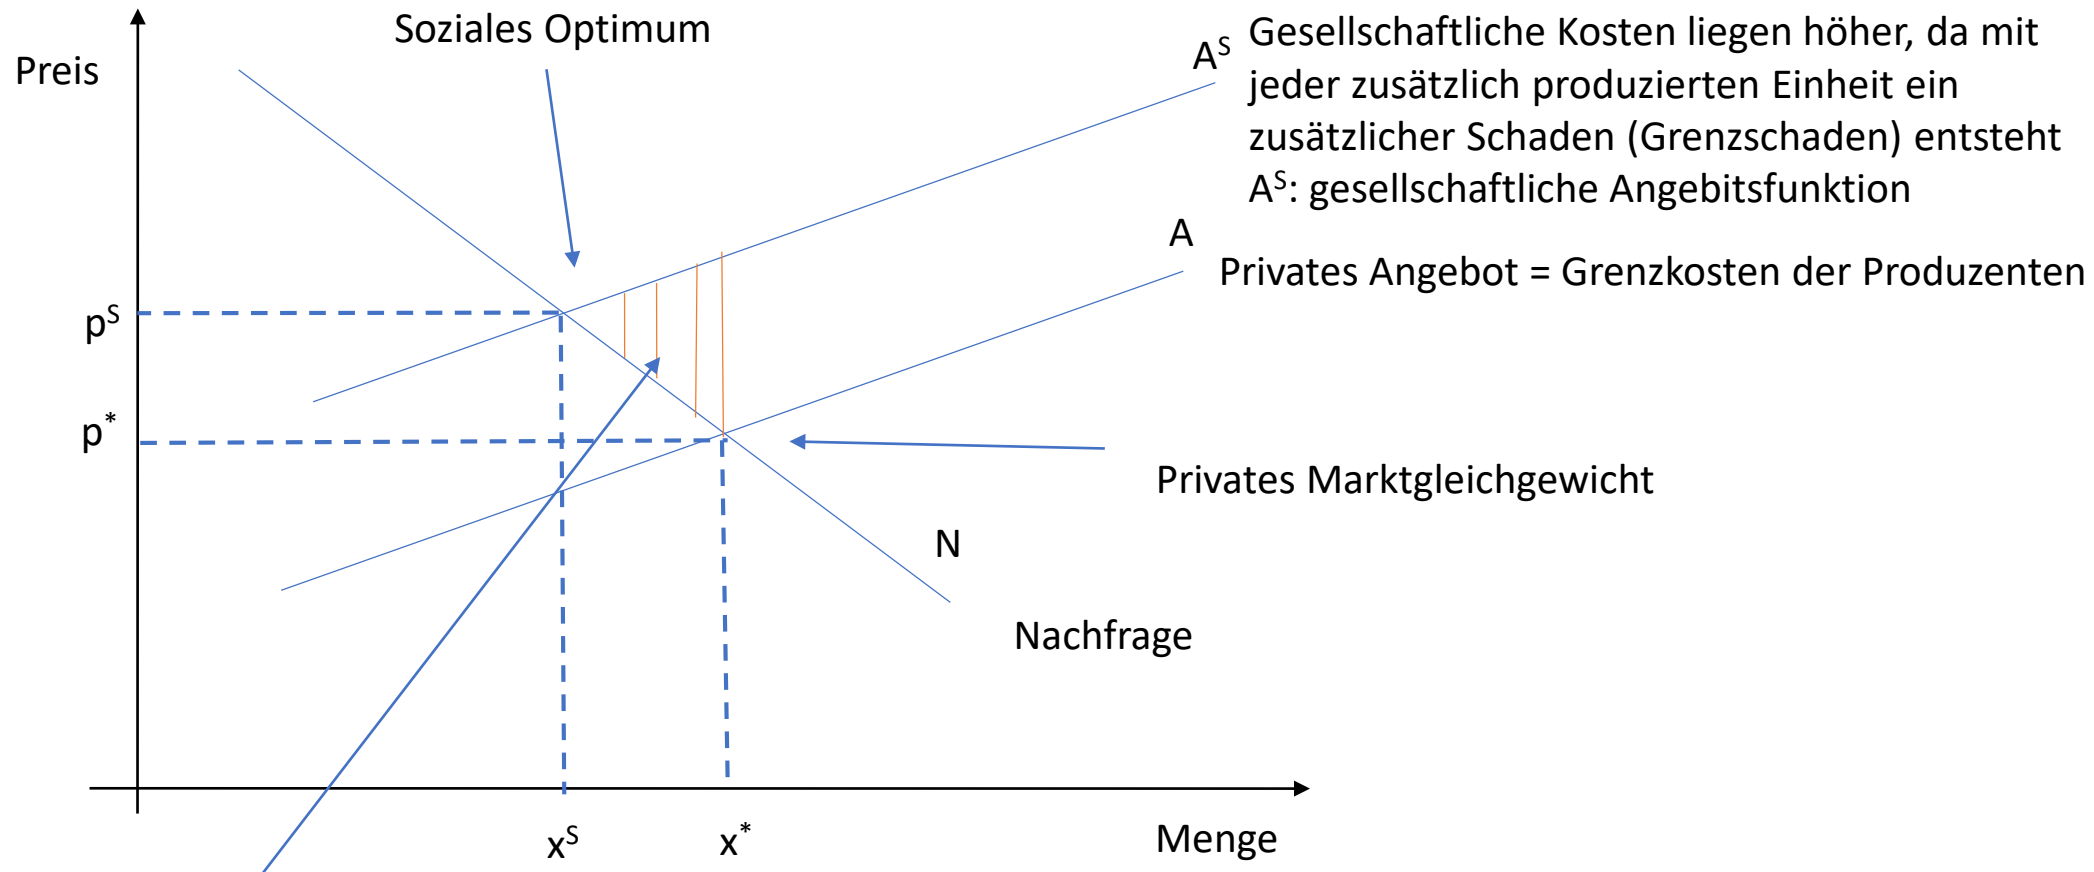 Soziales Optimum
Preis
A^S
Gesellschaftliche Kosten liegen höher, da mit
jeder zusätzlich produzierten Einheit ein
zusätzlicher Schaden (Grenzschaden) entsteht
A^S: gesellschaftliche Angebitsfunktion
A
Privates Angebot = Grenzkosten der Produzenten
p^S
p^*
Privates Marktgleichgewicht
N
Nachfrage
x^S
x^*
Menge